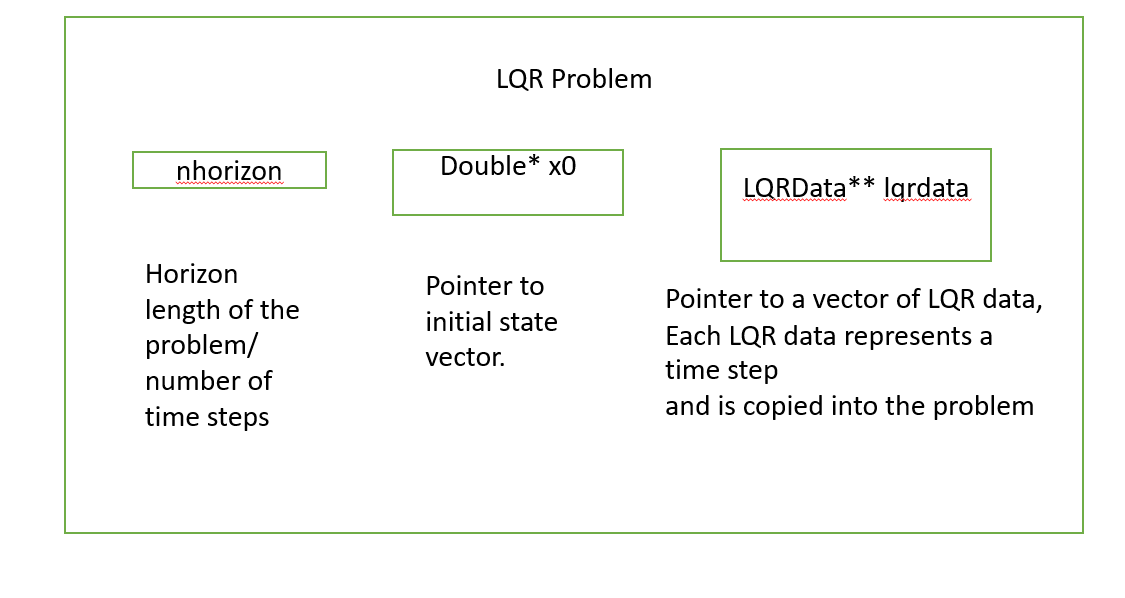 LQR Problem
nhorizon
Double* x0
LQRData** lqrdata
Horizon
length of the
problem/
number of
time steps
Pointer to
initial state
vector.
Pointer to a vector of LQR data,
Each LQR data represents a
time step
and is copied into the problem